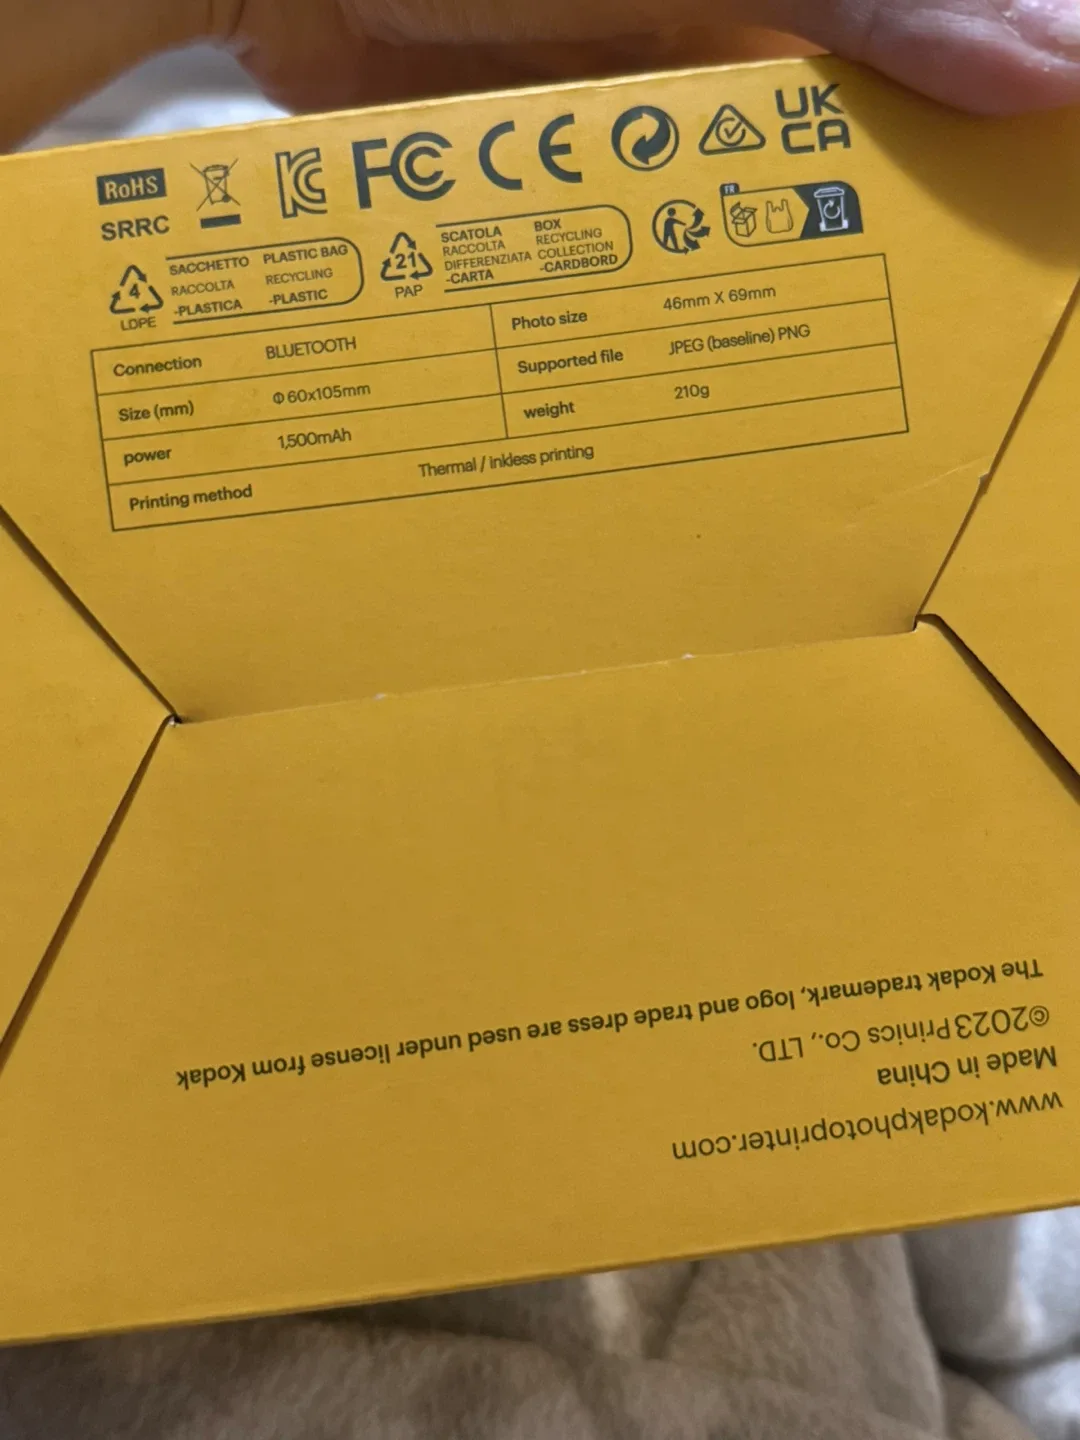 RoHS
SRRC
FC CE
UK
CA
4
LDPE
SACCHETTO PLASTIC BAG
RACCOLTA RECYCLING
-PLASTICA -PLASTIC
21
PAP
SCATOLA BOX
RACCOLTA RECYCLING
DIFFERENZIATA COLLECTION
-CARTA -CARDBORD
FR
Connection BLUETOOTH
Photo size 46mm X 69mm
Size (mm) Φ60x105mm
Supported file JPEG (baseline) PNG
power 1,500mAh
weight 210g
Printing method Thermal / inkless printing
The Kodak trademark, logo and trade dress are used under license from Kodak
©2023 Prinics Co., LTD.
Made in China
www.kodakphotoprinter.com